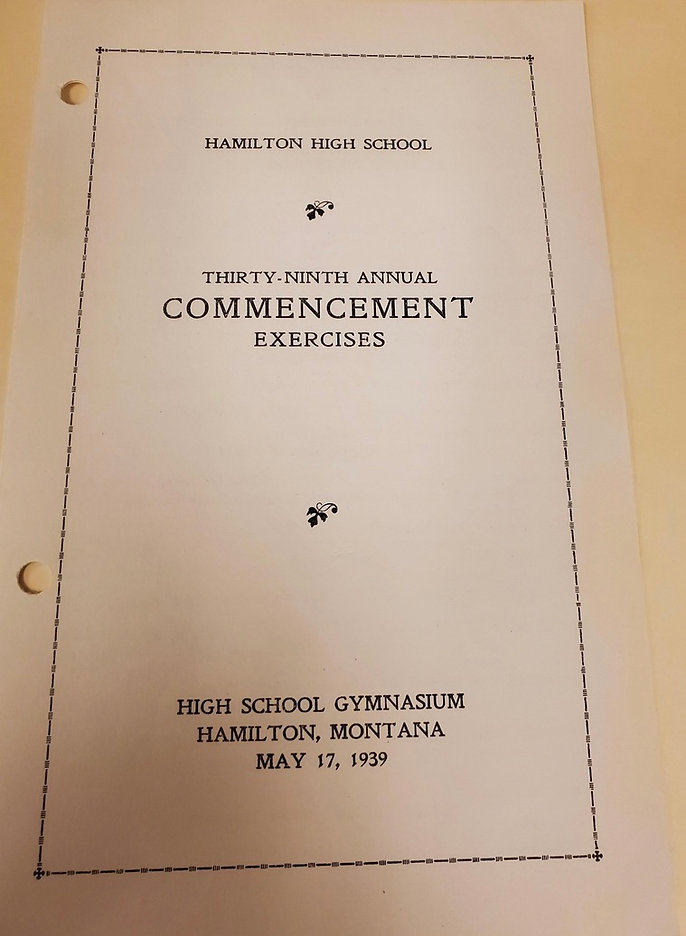 HAMILTON HIGH SCHOOL
THIRTY-NINTH ANNUAL
COMMENCEMENT
EXERCISES
HIGH SCHOOL GYMNASIUM
HAMILTON, MONTANA
MAY 17, 1939